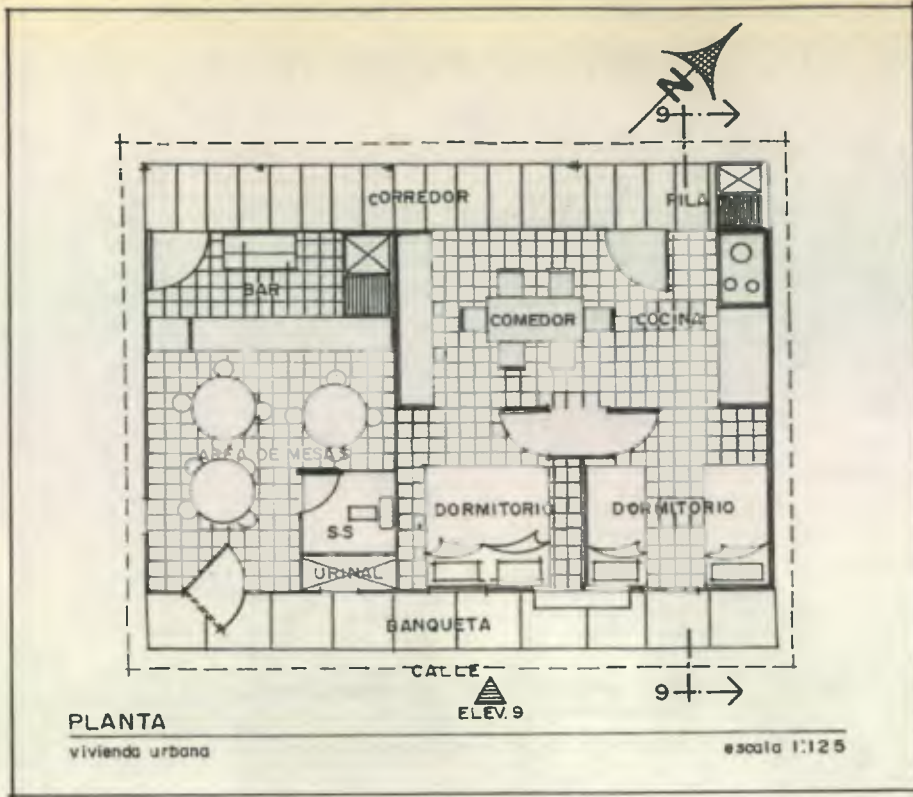 N
9
CORREDOR
PILA
BAR
COMEDOR
COCINA
AREA DE MESAS
DORMITORIO
DORMITORIO
S.S
URINAL
BANQUETA
CALLE
9
ELEV. 9
PLANTA
vivienda urbana
escala 1:125